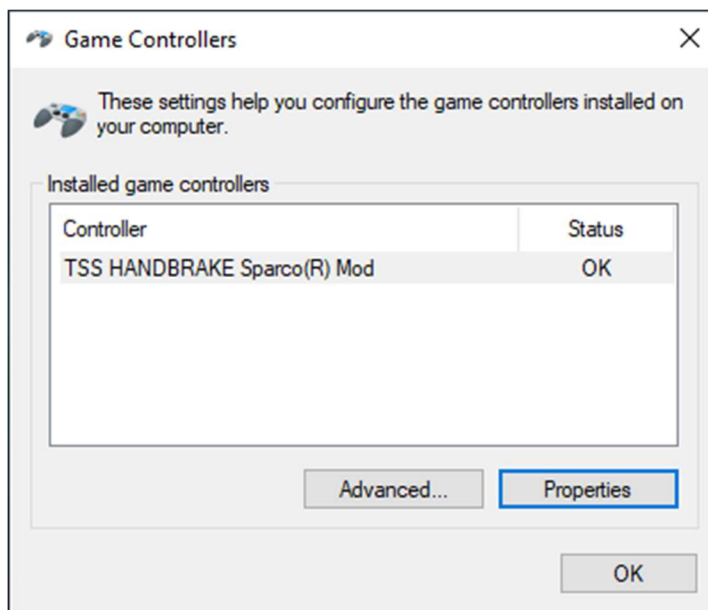 Game Controllers
These settings help you configure the game controllers installed on
your computer.
Installed game controllers
Controller Status
TSS HANDBRAKE Sparco(R) Mod OK
Advanced... Properties
OK